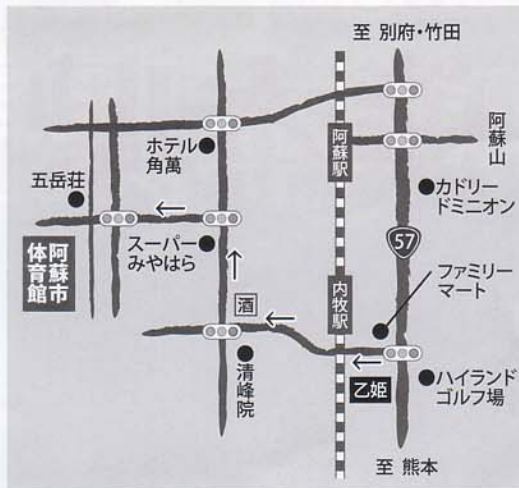 至 別府・竹田
阿蘇駅
阿蘇山
ホテル
角萬
五岳荘
カドリー
ドミニオン
スーパー
みやはら
阿蘇市
体育館
57
ファミリー
マート
内牧駅
酒
清峰院
乙姫
ハイランド
ゴルフ場
至 熊本